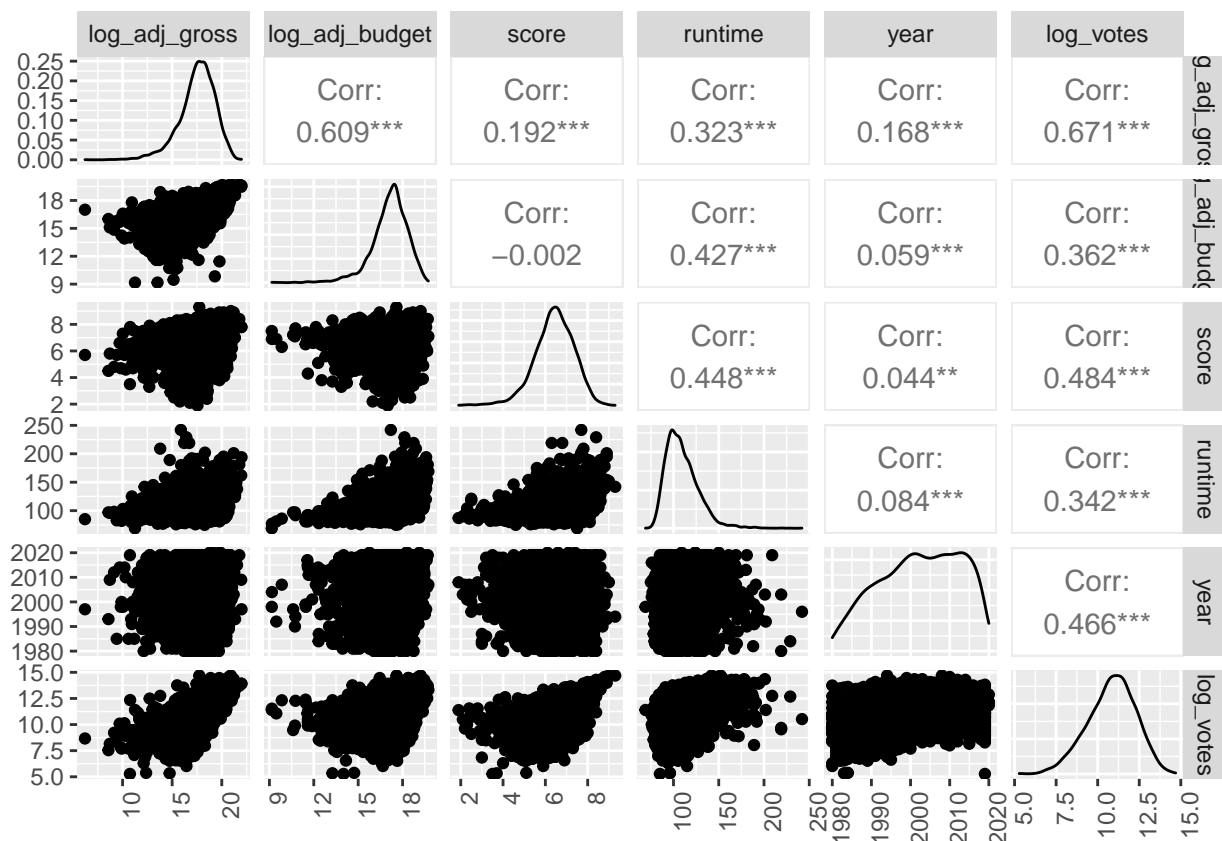 log_adj_gross log_adj_budget score runtime year log_votes
0.25
0.20
0.15
0.10
0.05
0.00
Corr:
0.609***
Corr:
0.192***
Corr:
0.323***
Corr:
0.168***
Corr:
0.671***
g_adj_gros
18
15
12
9
Corr:
−0.002
Corr:
0.427***
Corr:
0.059***
Corr:
0.362***
_adj_budg
8
6
4
2
Corr:
0.448***
Corr:
0.044**
Corr:
0.484***
score
250
200
150
100
Corr:
0.084***
Corr:
0.342***
runtime
2020
2010
2000
1990
1980
Corr:
0.466***
year
15.0
12.5
10.0
7.5
5.0
log_votes
10 15 20
9 12 15 18
2 4 6 8
100 150 200 250
1980 1990 2000 2010 2020
5.0 7.5 10.0 12.5 15.0